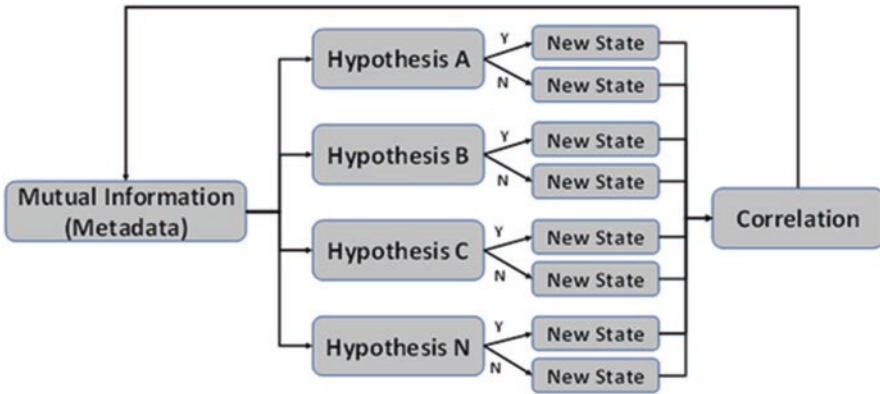 Mutual Information
(Metadata)
Hypothesis A
Y
New State
N
New State
Hypothesis B
Y
New State
N
New State
Hypothesis C
Y
New State
N
New State
Hypothesis N
Y
New State
N
New State
Correlation